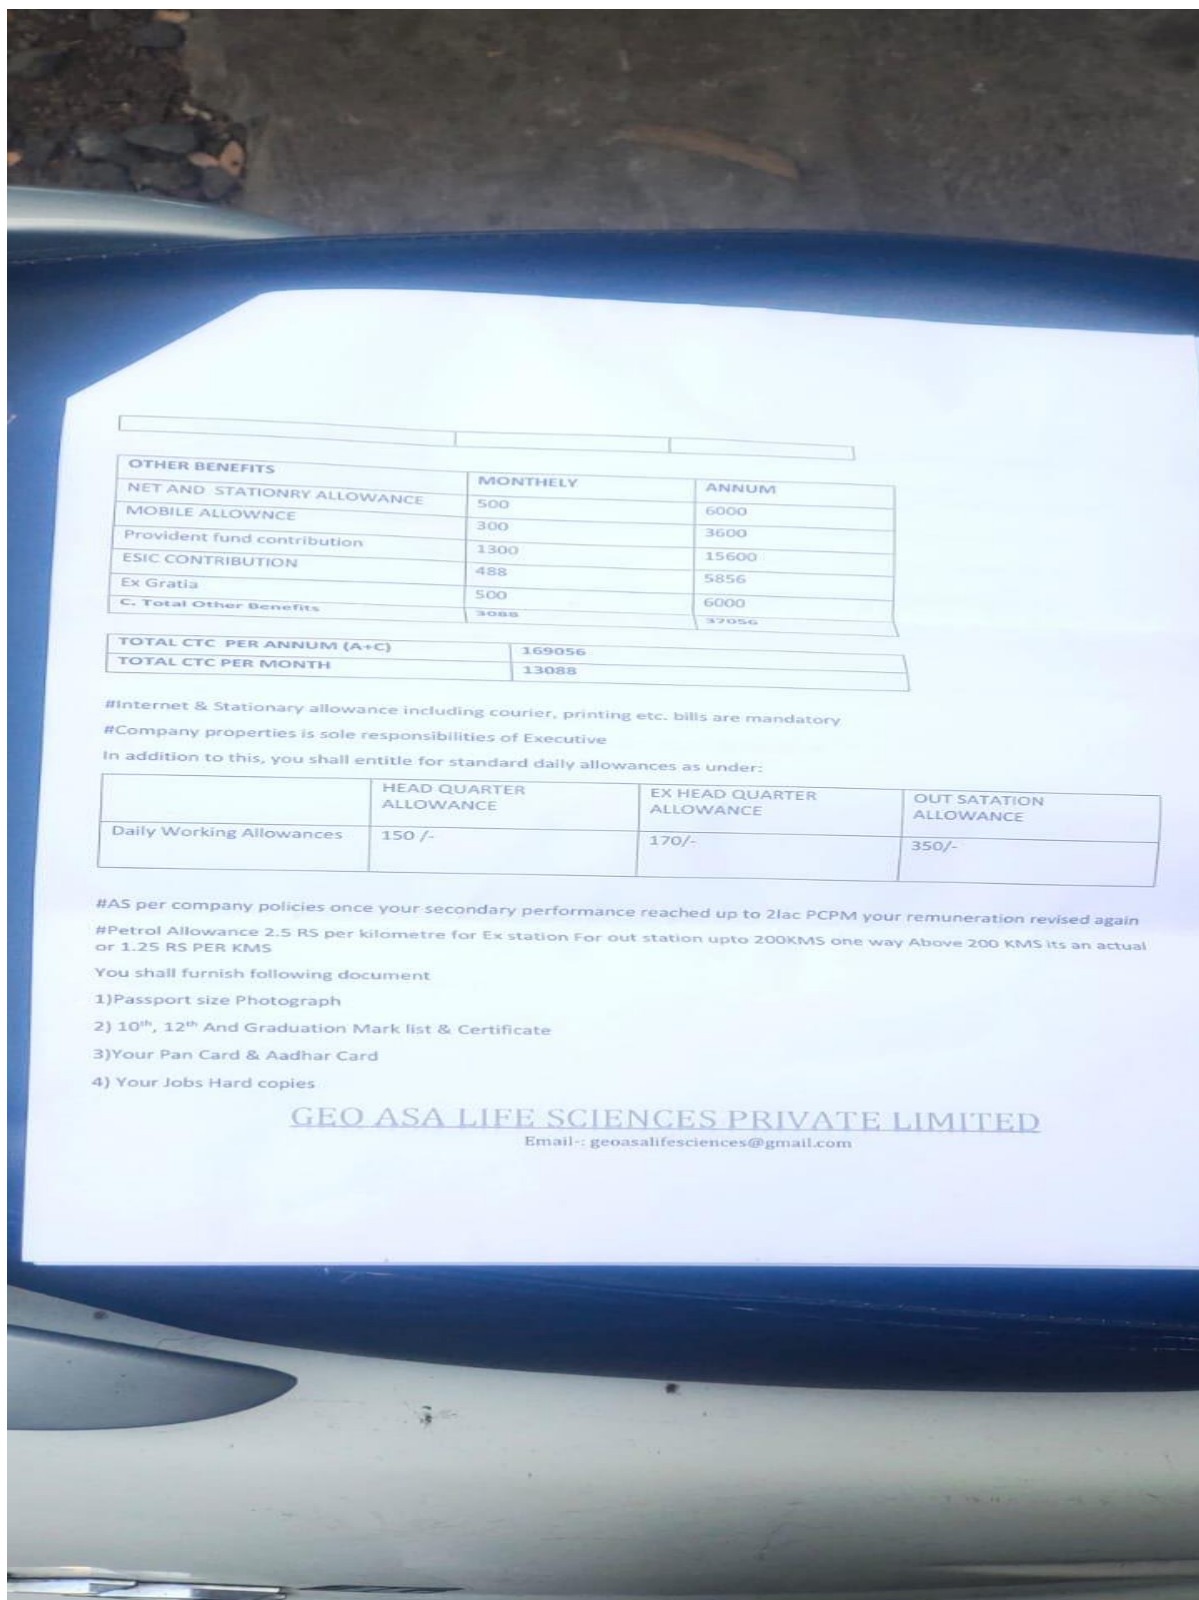 OTHER BENEFITS MONTHELY ANNUM
NET AND STATIONRY ALLOWANCE 500 6000
MOBILE ALLOWNCE 300 3600
Provident fund contribution 1300 15600
ESIC CONTRIBUTION 488 5856
Ex Gratia 500 6000
C. Total Other Benefits 3088 37056
TOTAL CTC PER ANNUM (A+C) 169056
TOTAL CTC PER MONTH 13088
#Internet & Stationary allowance including courier, printing etc. bills are mandatory
#Company properties is sole responsibilities of Executive
In addition to this, you shall entitle for standard daily allowances as under:
HEAD QUARTER EX HEAD QUARTER OUT SATATION
ALLOWANCE ALLOWANCE ALLOWANCE
Daily Working Allowances 150 /- 170/- 350/-
#AS per company policies once your secondary performance reached up to 2lac PCPM your remuneration revised again
#Petrol Allowance 2.5 RS per kilometre for Ex station For out station upto 200KMS one way Above 200 KMS its an actual
or 1.25 RS PER KMS
You shall furnish following document
1)Passport size Photograph
2) 10th, 12th And Graduation Mark list & Certificate
3)Your Pan Card & Aadhar Card
4) Your Jobs Hard copies
GEO ASA LIFE SCIENCES PRIVATE LIMITED
Email-: geoasalifesciences@gmail.com